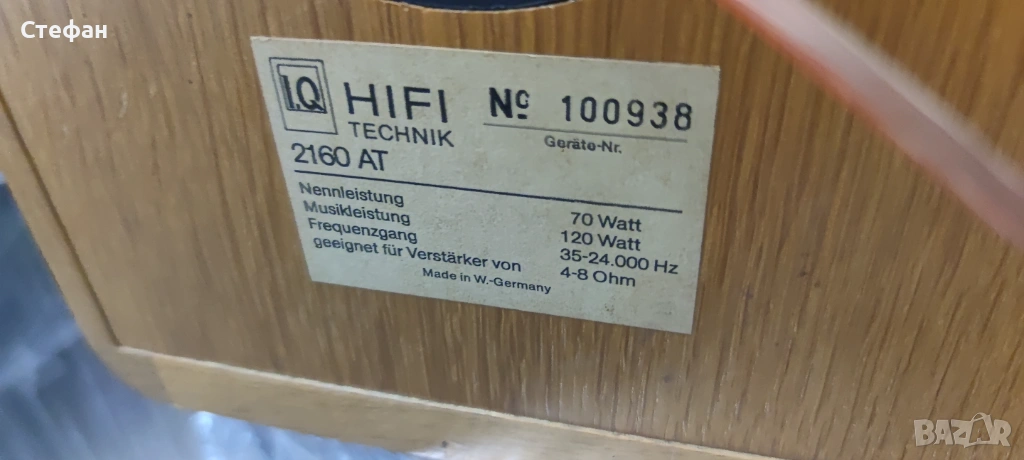 Стефан
I.Q HIFI Nº 100938
TECHNIK Geräte-Nr.
2160 AT
Nennleistung 70 Watt
Musikleistung 120 Watt
Frequenzgang 35-24.000 Hz
geeignet für Verstärker von 4-8 Ohm
Made in W.-Germany
BAZAR